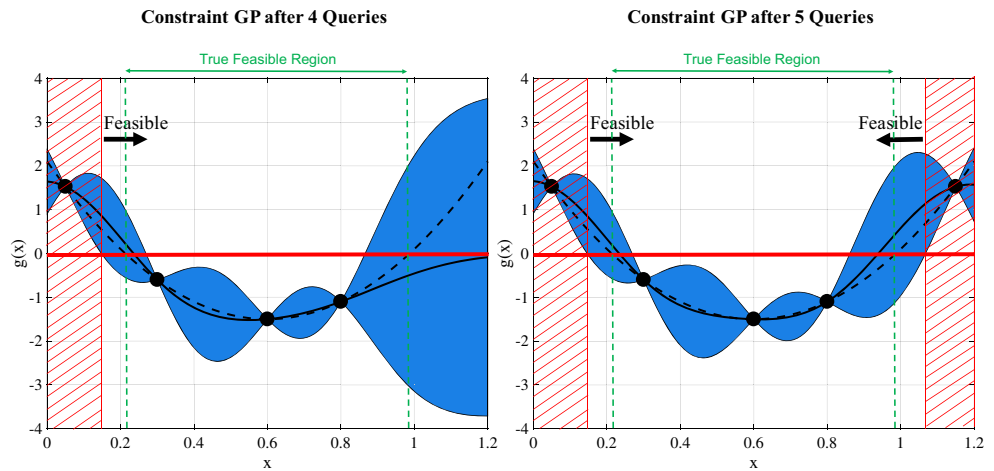 Constraint GP after 4 Queries
True Feasible Region
4
3
2
1
0
-1
-2
-3
-4
g(x)
Feasible
0
0.2
0.4
0.6
0.8
1
1.2
x
Constraint GP after 5 Queries
True Feasible Region
4
3
2
1
0
-1
-2
-3
-4
g(x)
Feasible
Feasible
0
0.2
0.4
0.6
0.8
1
1.2
x